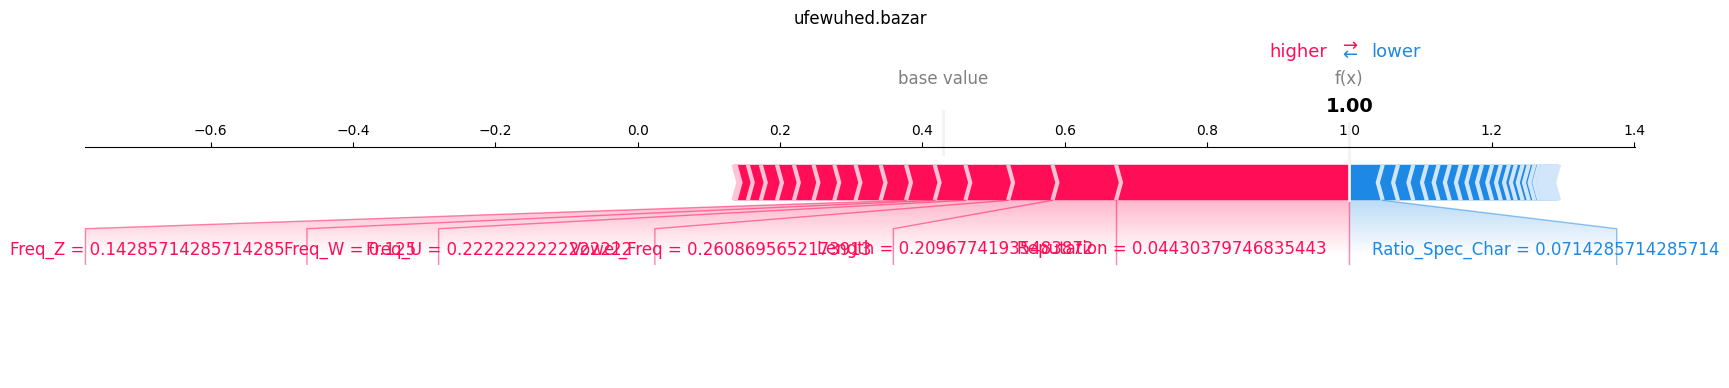 ufewuhed.bazar
higher → ← lower
base value f(x)
1.00
−0.6 −0.4 −0.2 0.0 0.2 0.4 0.6 0.8 1.0 1.2 1.4
Freq_Z = 0.14285714285714285 Freq_W = 0.125 Freq_U = 0.2222222222222222 Vowel_Freq = 0.2608695652173913 Length = 0.20967741935483872 Reputation = 0.04430379746835443 Ratio_Spec_Char = 0.0714285714285714